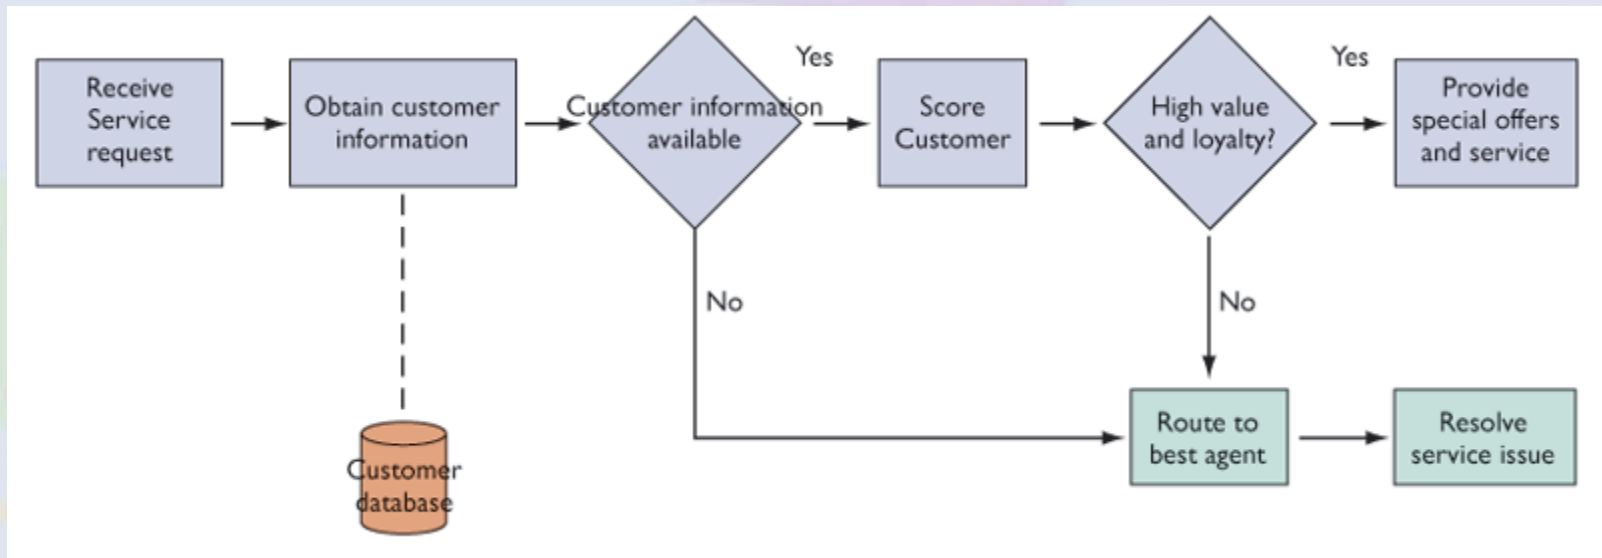 Receive
Service
request
Obtain customer
information
Customer information
available
Yes
Score
Customer
High value
and loyalty?
Yes
Provide
special offers
and service
No
No
Customer
database
Route to
best agent
Resolve
service issue